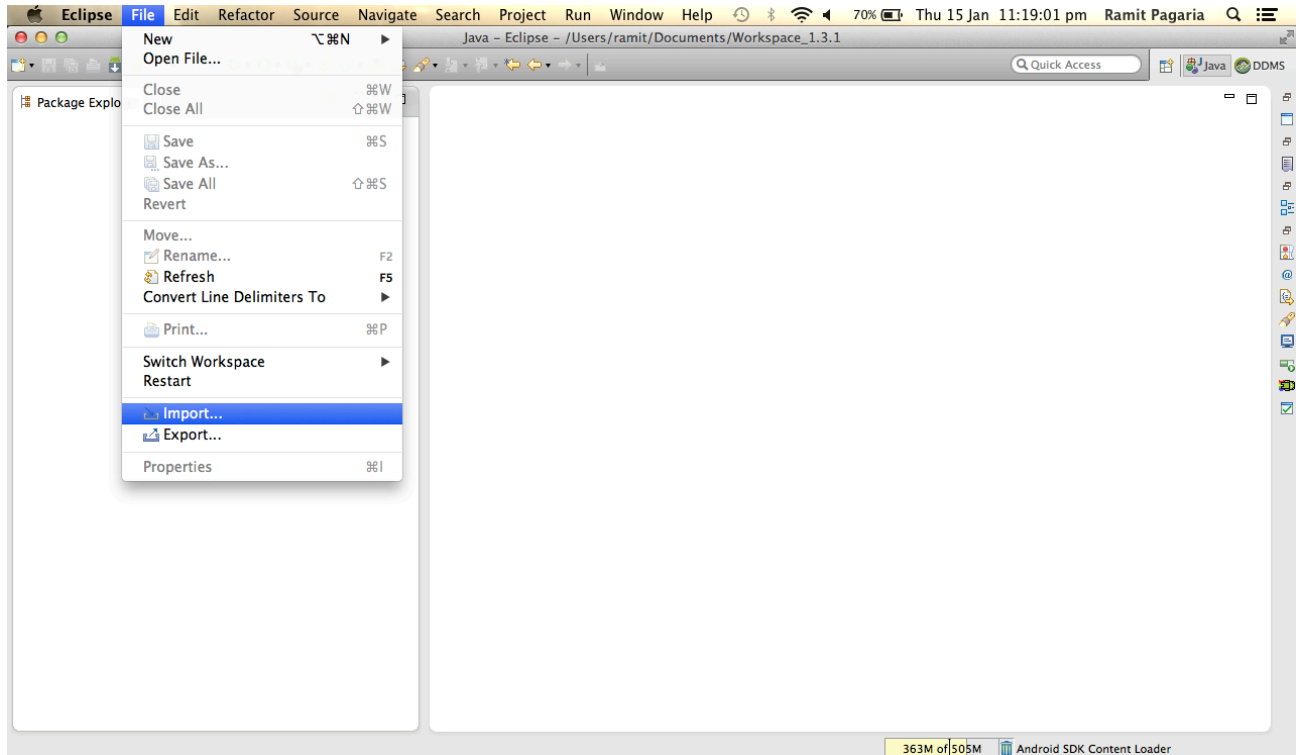 Eclipse File Edit Refactor Source Navigate Search Project Run Window Help 70% Thu 15 Jan 11:19:01 pm Ramit Pagaria
Java – Eclipse – /Users/ramit/Documents/Workspace_1.3.1
Quick Access Java DDMS
Package Explo
New ⌥⌘N
Open File...
Close ⌘W
Close All ⇧⌘W
Save ⌘S
Save As...
Save All ⇧⌘S
Revert
Move...
Rename... F2
Refresh F5
Convert Line Delimiters To
Print... ⌘P
Switch Workspace
Restart
Import...
Export...
Properties ⌘I
363M of 505M Android SDK Content Loader